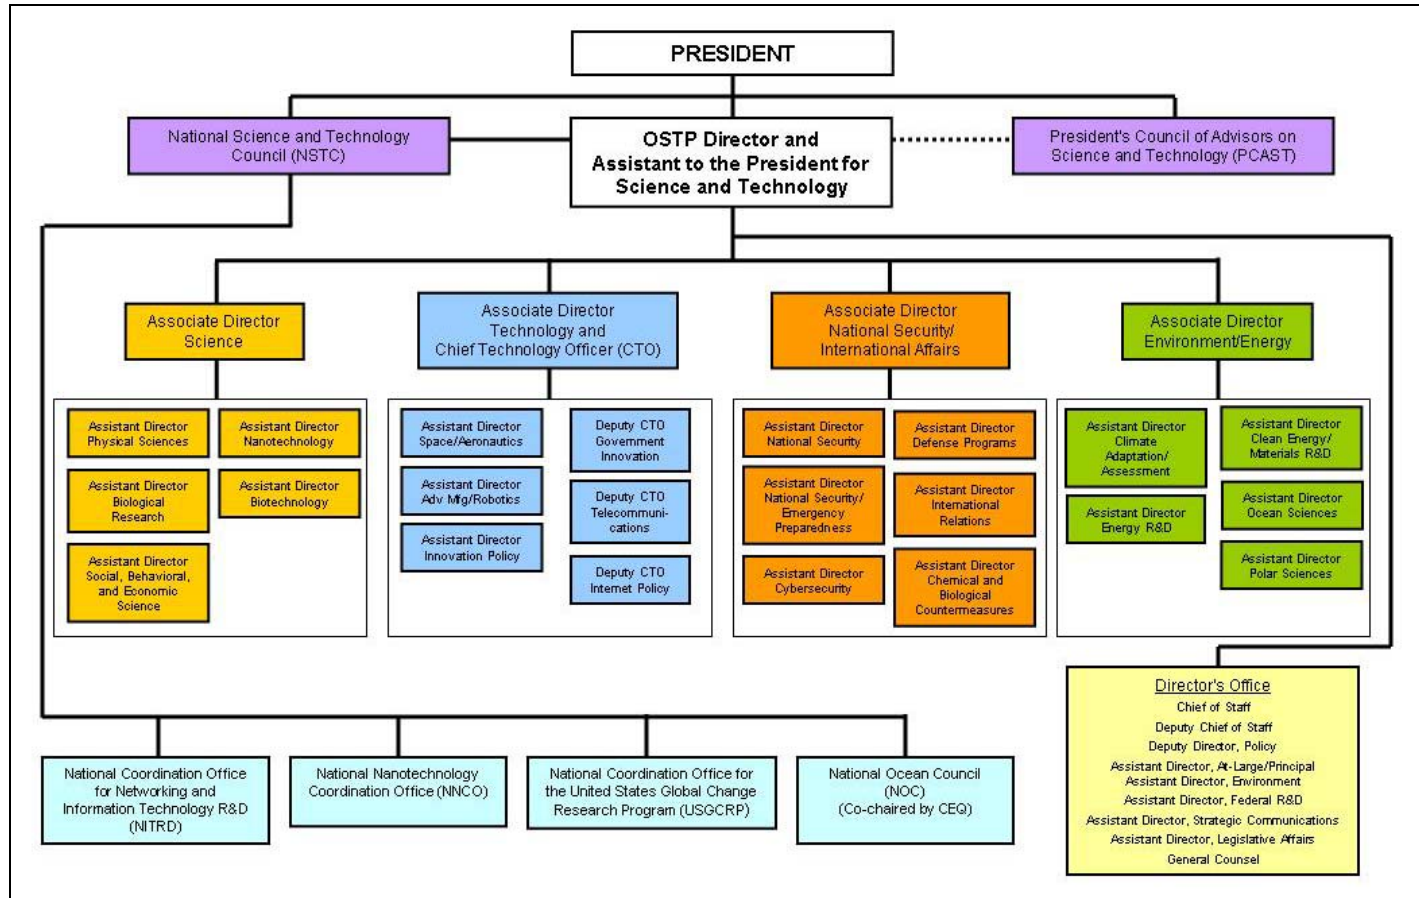 PRESIDENT
National Science and Technology
Council (NSTC)
OSTP Director and
Assistant to the President for
Science and Technology
President's Council of Advisors on
Science and Technology (PCAST)
Associate Director
Science
Associate Director
Technology and
Chief Technology Officer (CTO)
Associate Director
National Security/
International Affairs
Associate Director
Environment/Energy
Assistant Director
Physical Sciences
Assistant Director
Nanotechnology
Assistant Director
Biological
Research
Assistant Director
Biotechnology
Assistant Director
Social, Behavioral,
and Economic
Science
Assistant Director
Space/Aeronautics
Deputy CTO
Government
Innovation
Assistant Director
Adv Mfg/Robotics
Deputy CTO
Telecommuni-
cations
Assistant Director
Innovation Policy
Deputy CTO
Internet Policy
Assistant Director
National Security
Assistant Director
Defense Programs
Assistant Director
National Security/
Emergency
Preparedness
Assistant Director
International
Relations
Assistant Director
Cybersecurity
Assistant Director
Chemical and
Biological
Countermeasures
Assistant Director
Climate
Adaptation/
Assessment
Assistant Director
Clean Energy/
Materials R&D
Assistant Director
Energy R&D
Assistant Director
Ocean Sciences
Assistant Director
Polar Sciences
National Coordination Office
for Networking and
Information Technology R&D
(NITRD)
National Nanotechnology
Coordination Office (NNCO)
National Coordination Office for
the United States Global Change
Research Program (USGCRP)
National Ocean Council
(NOC)
(Co-chaired by CEQ)
Director's Office
Chief of Staff
Deputy Chief of Staff
Deputy Director, Policy
Assistant Director, At-Large/Principal
Assistant Director, Environment
Assistant Director, Federal R&D
Assistant Director, Strategic Communications
Assistant Director, Legislative Affairs
General Counsel